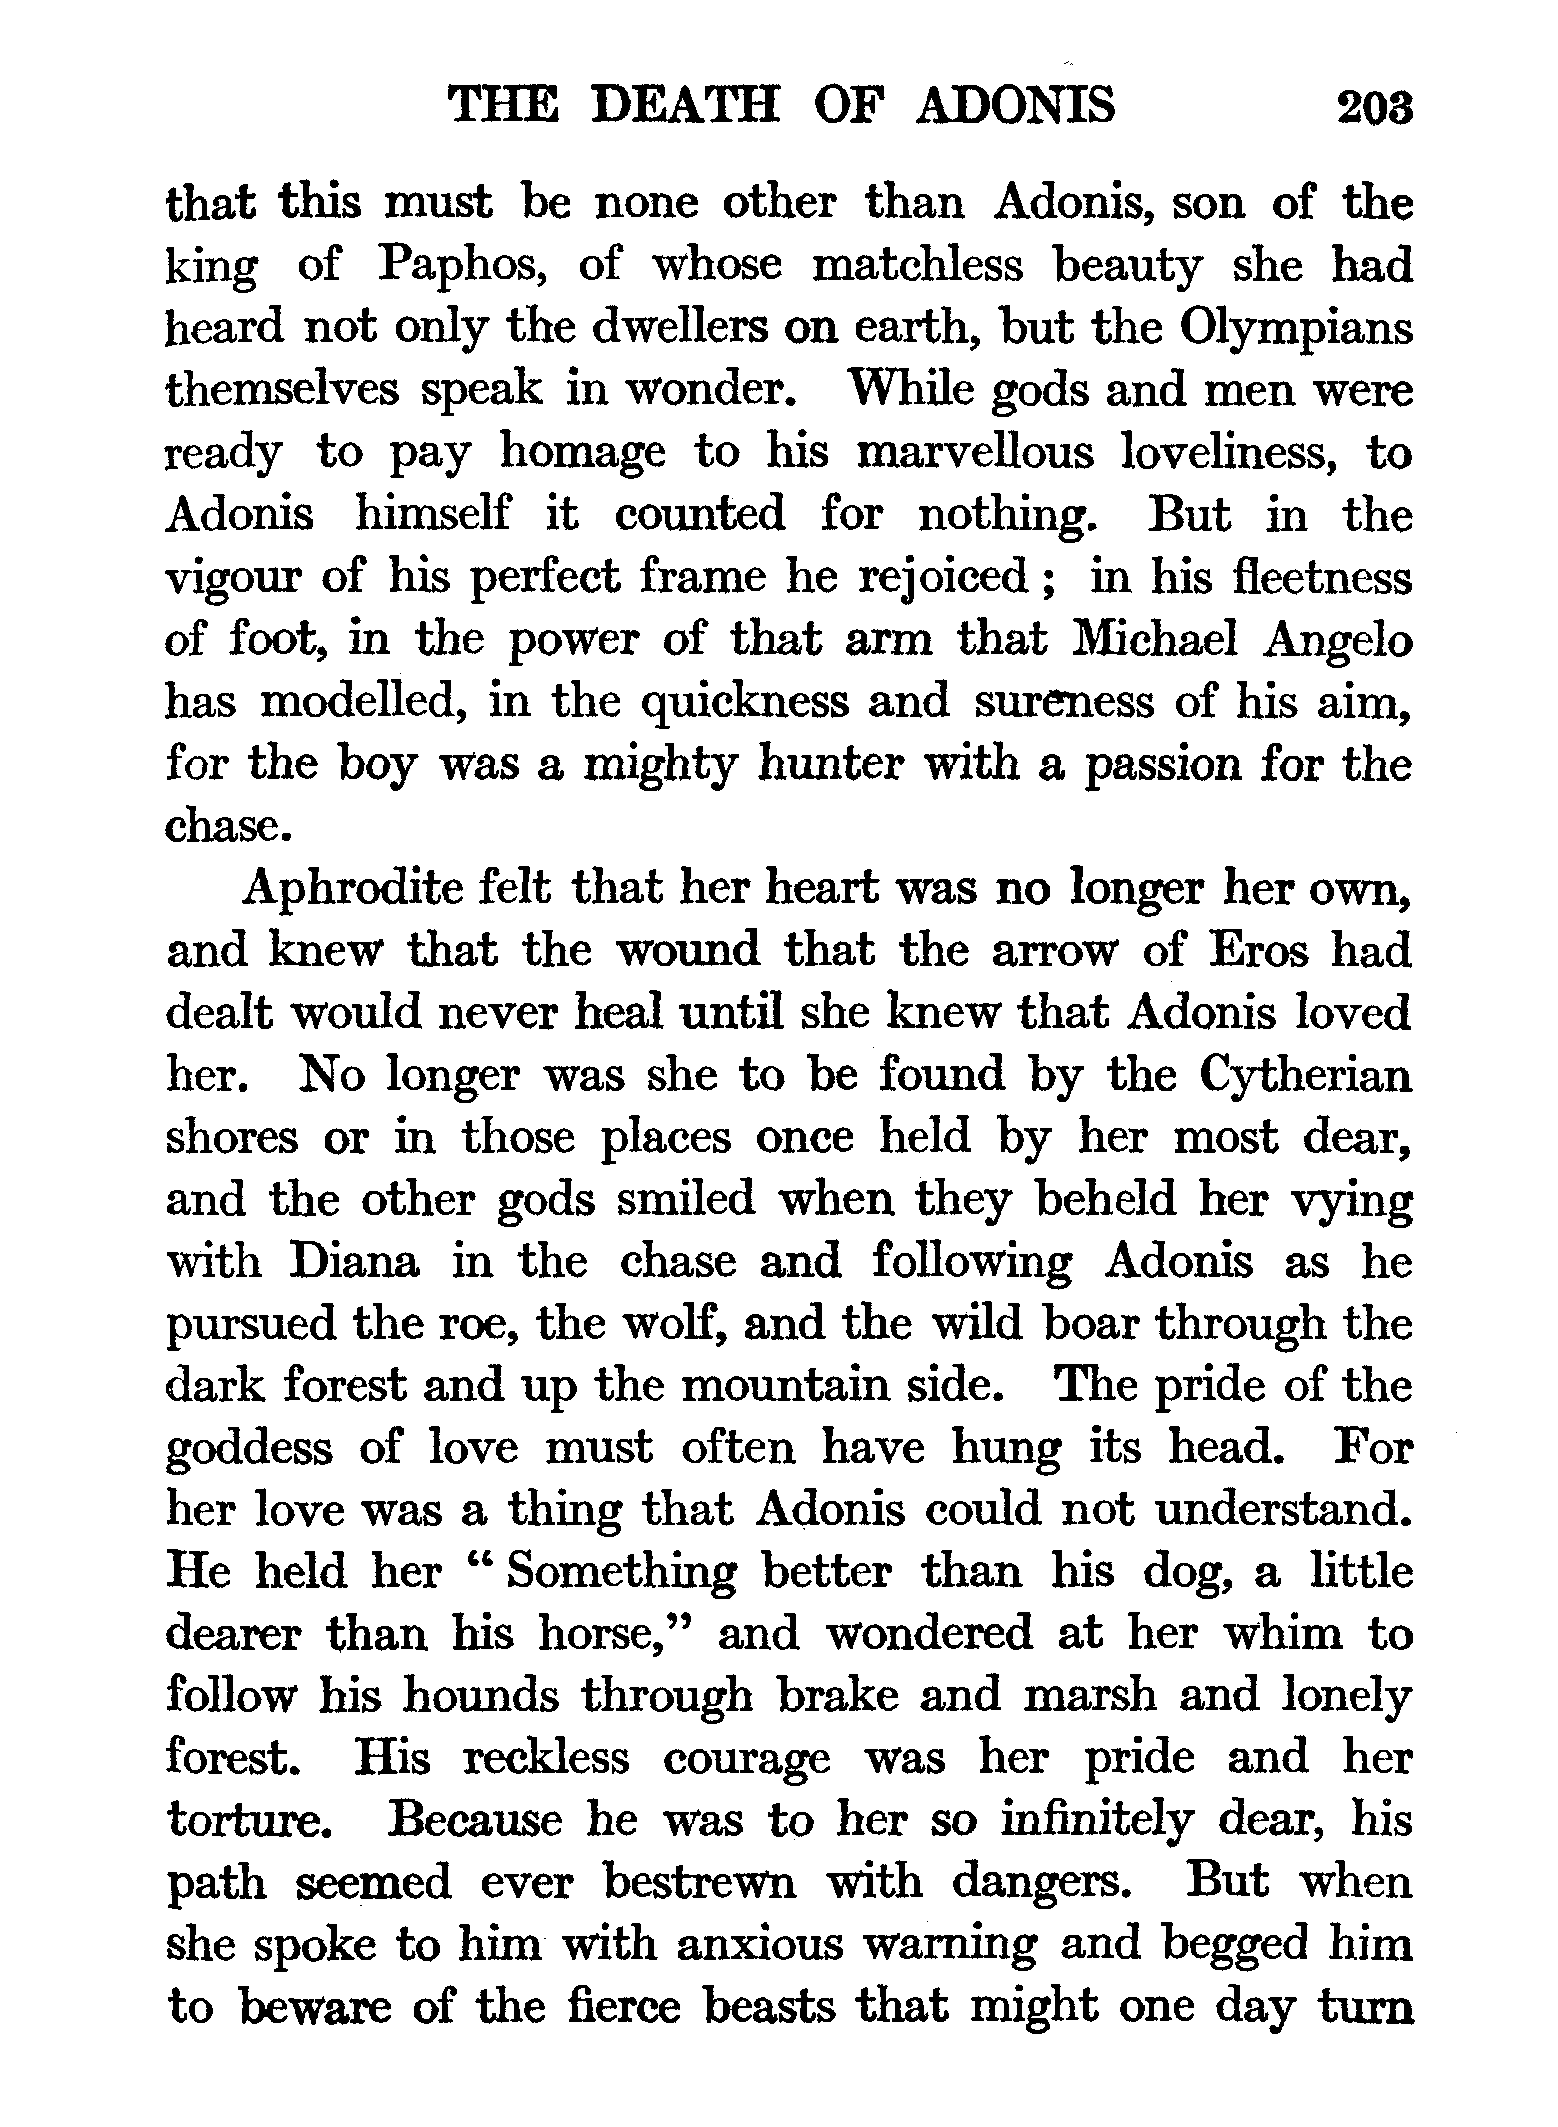 THE DEATH OF ADONIS 203
that this must be none other than Adonis, son of the
king of Paphos, of whose matchless beauty she had
heard not only the dwellers on earth, but the Olympians
themselves speak in wonder. While gods and men were
ready to pay homage to his marvellous loveliness, to
Adonis himself it counted for nothing. But in the
vigour of his perfect frame he rejoiced ; in his fleetness
of foot, in the power of that arm that Michael Angelo
has modelled, in the quickness and sureness of his aim,
for the boy was a mighty hunter with a passion for the
chase.
Aphrodite felt that her heart was no longer her own,
and knew that the wound that the arrow of Eros had
dealt would never heal until she knew that Adonis loved
her. No longer was she to be found by the Cytherian
shores or in those places once held by her most dear,
and the other gods smiled when they beheld her vying
with Diana in the chase and following Adonis as he
pursued the roe, the wolf, and the wild boar through the
dark forest and up the mountain side. The pride of the
goddess of love must often have hung its head. For
her love was a thing that Adonis could not understand.
He held her “ Something better than his dog, a little
dearer than his horse,” and wondered at her whim to
follow his hounds through brake and marsh and lonely
forest. His reckless courage was her pride and her
torture. Because he was to her so infinitely dear, his
path seemed ever bestrewn with dangers. But when
she spoke to him with anxious warning and begged him
to beware of the fierce beasts that might one day turn